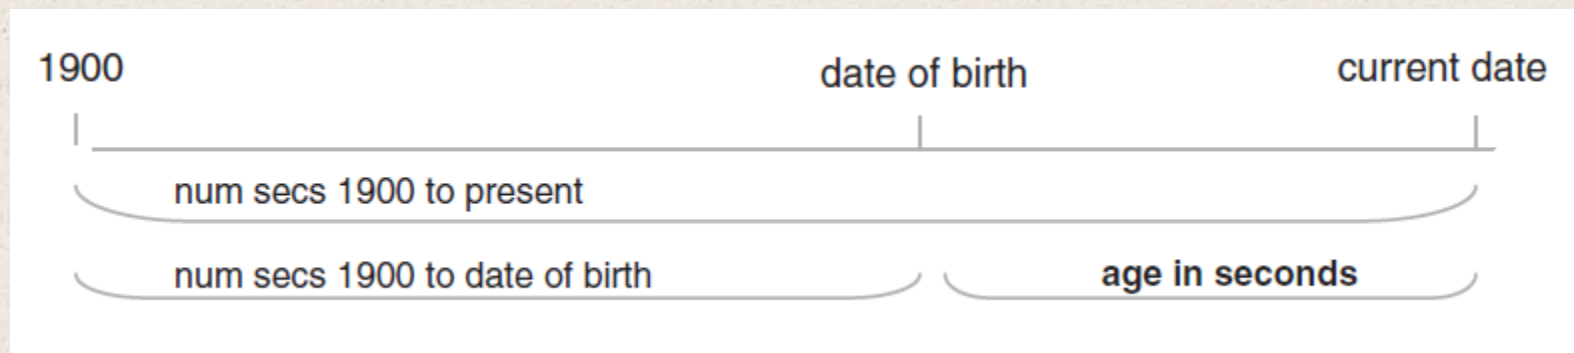 1900 date of birth current date
num secs 1900 to present
num secs 1900 to date of birth age in seconds